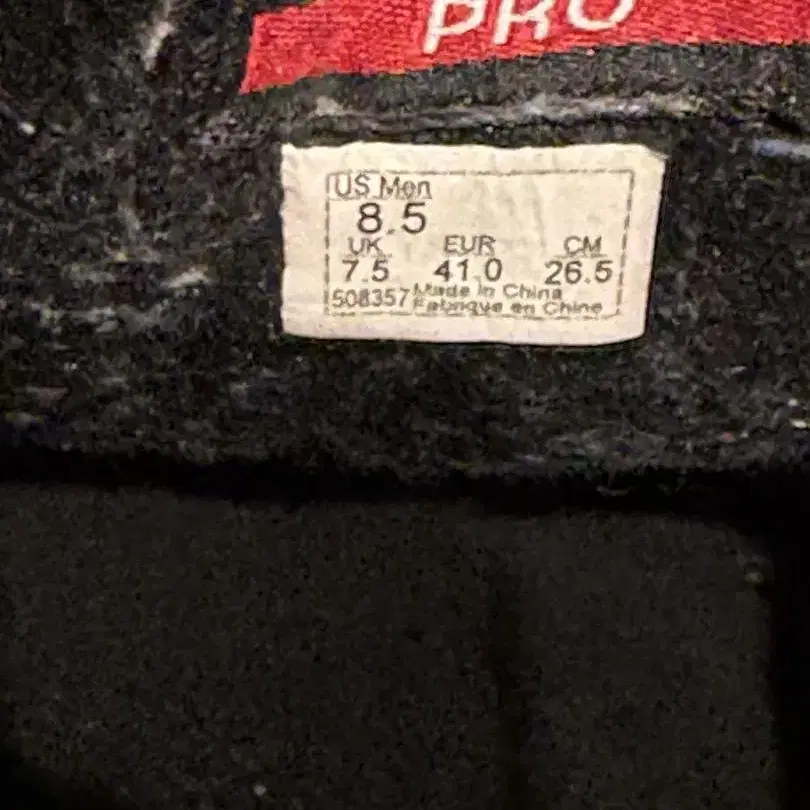 PRO
US Men
8.5
UK EUR CM
7.5 41.0 26.5
508357 Made in China
Fabrique en Chine